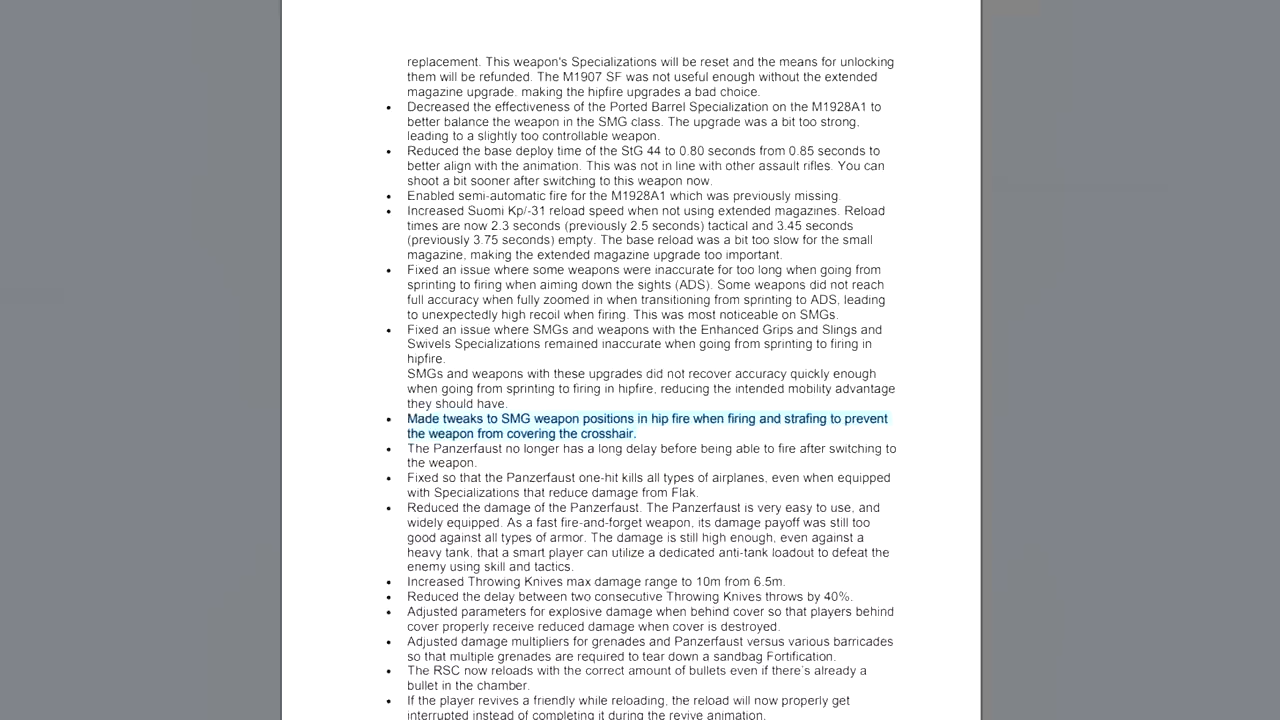 replacement. This weapon's Specializations will be reset and the means for unlocking
them will be refunded. The M1907 SF was not useful enough without the extended
magazine upgrade. making the hipfire upgrades a bad choice.
• Decreased the effectiveness of the Ported Barrel Specialization on the M1928A1 to
better balance the weapon in the SMG class. The upgrade was a bit too strong,
leading to a slightly too controllable weapon.
• Reduced the base deploy time of the StG 44 to 0.80 seconds from 0.85 seconds to
better align with the animation. This was not in line with other assault rifles. You can
shoot a bit sooner after switching to this weapon now.
• Enabled semi-automatic fire for the M1928A1 which was previously missing.
• Increased Suomi Kp/-31 reload speed when not using extended magazines. Reload
times are now 2.3 seconds (previously 2.5 seconds) tactical and 3.45 seconds
(previously 3.75 seconds) empty. The base reload was a bit too slow for the small
magazine, making the extended magazine upgrade too important.
• Fixed an issue where some weapons were inaccurate for too long when going from
sprinting to firing when aiming down the sights (ADS). Some weapons did not reach
full accuracy when fully zoomed in when transitioning from sprinting to ADS, leading
to unexpectedly high recoil when firing. This was most noticeable on SMGs.
• Fixed an issue where SMGs and weapons with the Enhanced Grips and Slings and
Swivels Specializations remained inaccurate when going from sprinting to firing in
hipfire.
SMGs and weapons with these upgrades did not recover accuracy quickly enough
when going from sprinting to firing in hipfire, reducing the intended mobility advantage
they should have.
• Made tweaks to SMG weapon positions in hip fire when firing and strafing to prevent
the weapon from covering the crosshair.
• The Panzerfaust no longer has a long delay before being able to fire after switching to
the weapon.
• Fixed so that the Panzerfaust one-hit kills all types of airplanes, even when equipped
with Specializations that reduce damage from Flak.
• Reduced the damage of the Panzerfaust. The Panzerfaust is very easy to use, and
widely equipped. As a fast fire-and-forget weapon, its damage payoff was still too
good against all types of armor. The damage is still high enough, even against a
heavy tank, that a smart player can utilize a dedicated anti-tank loadout to defeat the
enemy using skill and tactics.
• Increased Throwing Knives max damage range to 10m from 6.5m.
• Reduced the delay between two consecutive Throwing Knives throws by 40%.
• Adjusted parameters for explosive damage when behind cover so that players behind
cover properly receive reduced damage when cover is destroyed.
• Adjusted damage multipliers for grenades and Panzerfaust versus various barricades
so that multiple grenades are required to tear down a sandbag Fortification.
• The RSC now reloads with the correct amount of bullets even if there's already a
bullet in the chamber.
• If the player revives a friendly while reloading, the reload will now properly get
interrupted instead of completing it during the revive animation.